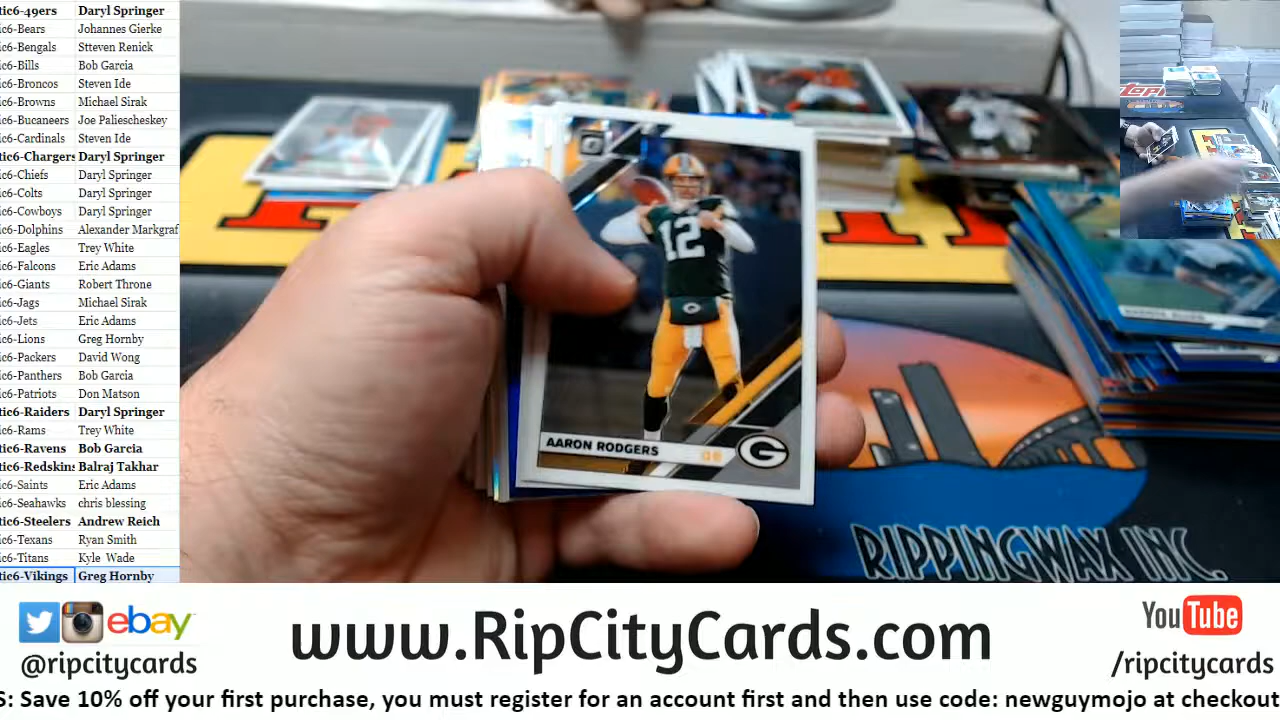 tic6-49ers Daryl Springer
ic6-Bears Johannes Gierke
ic6-Bengals Stteven Renick
ic6-Bills Bob Garcia
ic6-Broncos Steven Ide
ic6-Browns Michael Sirak
ic6-Bucaneers Joe Paliescheskey
ic6-Cardinals Steven Ide
tic6-Chargers Daryl Springer
ic6-Chiefs Daryl Springer
ic6-Colts Daryl Springer
ic6-Cowboys Daryl Springer
ic6-Dolphins Alexander Markgraf
ic6-Eagles Trey White
ic6-Falcons Eric Adams
ic6-Giants Robert Throne
ic6-Jags Michael Sirak
ic6-Jets Eric Adams
ic6-Lions Greg Hornby
ic6-Packers David Wong
ic6-Panthers Bob Garcia
ic6-Patriots Don Matson
tic6-Raiders Daryl Springer
ic6-Rams Trey White
tic6-Ravens Bob Garcia
tic6-Redskins Balraj Takhar
ic6-Saints Eric Adams
ic6-Seahawks chris blessing
tic6-Steelers Andrew Reich
ic6-Texans Ryan Smith
ic6-Titans Kyle Wade
tic6-Vikings Greg Hornby
12
G
AARON RODGERS QB
G
RIPPINGWAX INC.
ebay
@ripcitycards
www.RipCityCards.com
YouTube
/ripcitycards
S: Save 10% off your first purchase, you must register for an account first and then use code: newguymojo at checkout